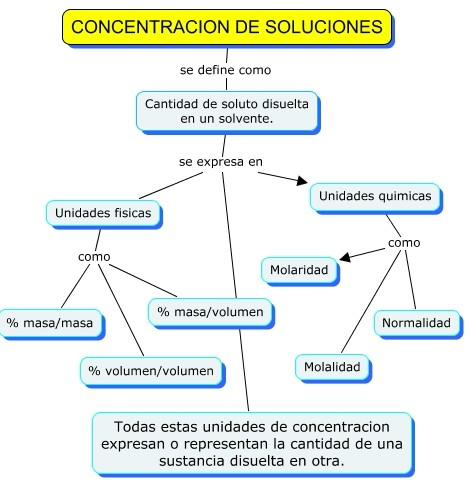 CONCENTRACION DE SOLUCIONES
se define como
Cantidad de soluto disuelta
en un solvente.
se expresa en
Unidades fisicas
Unidades quimicas
como
como
Molaridad
% masa/masa
% masa/volumen
Normalidad
% volumen/volumen
Molalidad
Todas estas unidades de concentracion
expresan o representan la cantidad de una
sustancia disuelta en otra.